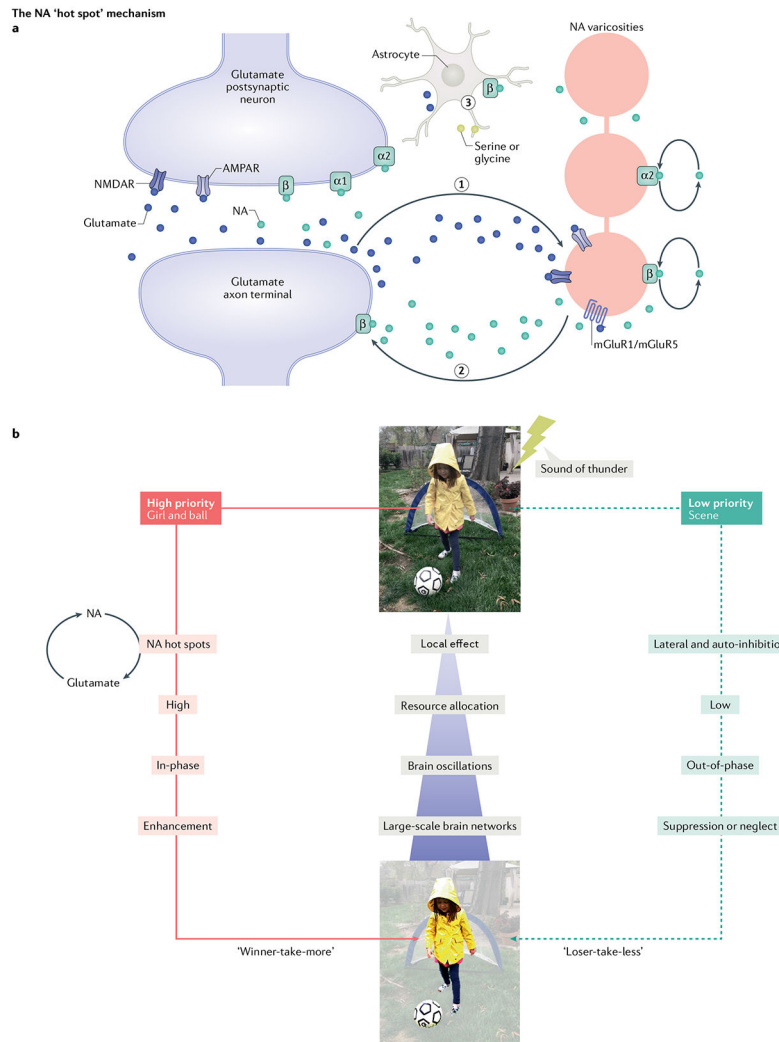 The NA ‘hot spot’ mechanism
a
NA varicosities
Astrocyte
Glutamate
postsynaptic
neuron
β
3
Serine or
glycine
α2
α2
AMPAR
α1
β
NMDAR
1
NA
Glutamate
Glutamate
axon terminal
β
β
mGluR1/mGluR5
2
b
Sound of thunder
High priority
Girl and ball
Low priority
Scene
NA
NA hot spots
Local effect
Lateral and auto-inhibition
Glutamate
High
Resource allocation
Low
In-phase
Brain oscillations
Out-of-phase
Enhancement
Large-scale brain networks
Suppression or neglect
‘Winner-take-more’
‘Loser-take-less’